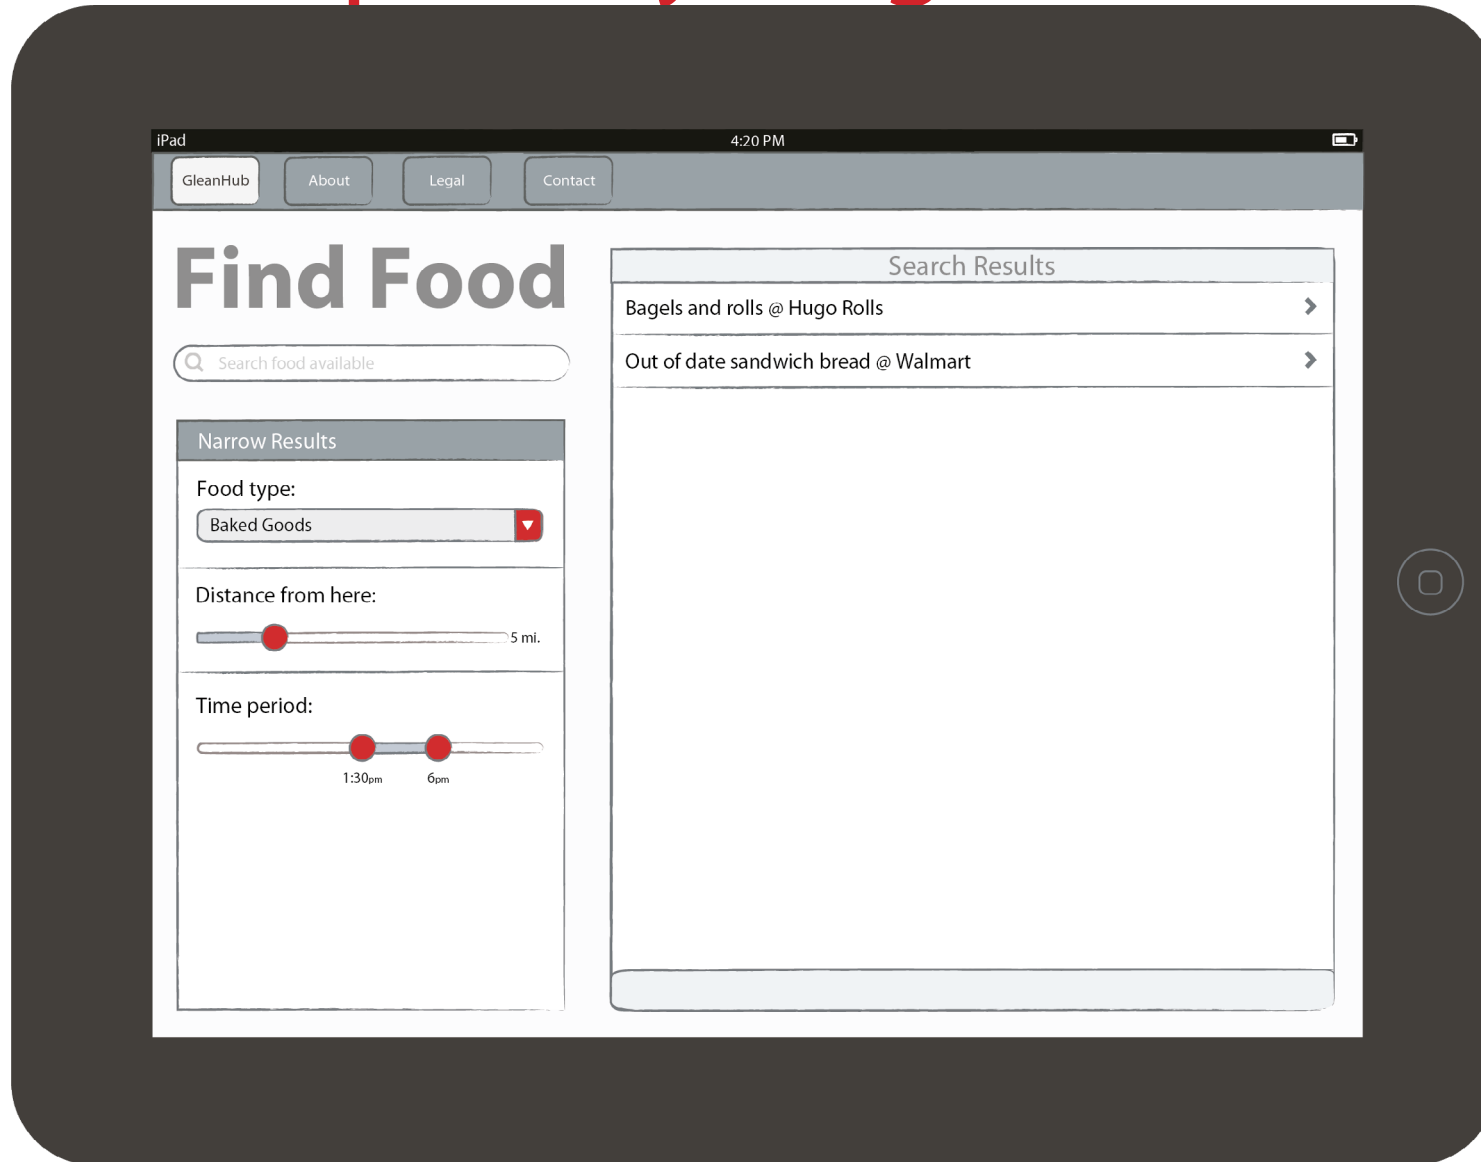 iPad 4:20 PM
GleanHub About Legal Contact
Find Food
Search food available
Narrow Results
Food type:
Baked Goods
Distance from here:
5 mi.
Time period:
1:30pm 6pm
Search Results
Bagels and rolls @ Hugo Rolls
Out of date sandwich bread @ Walmart